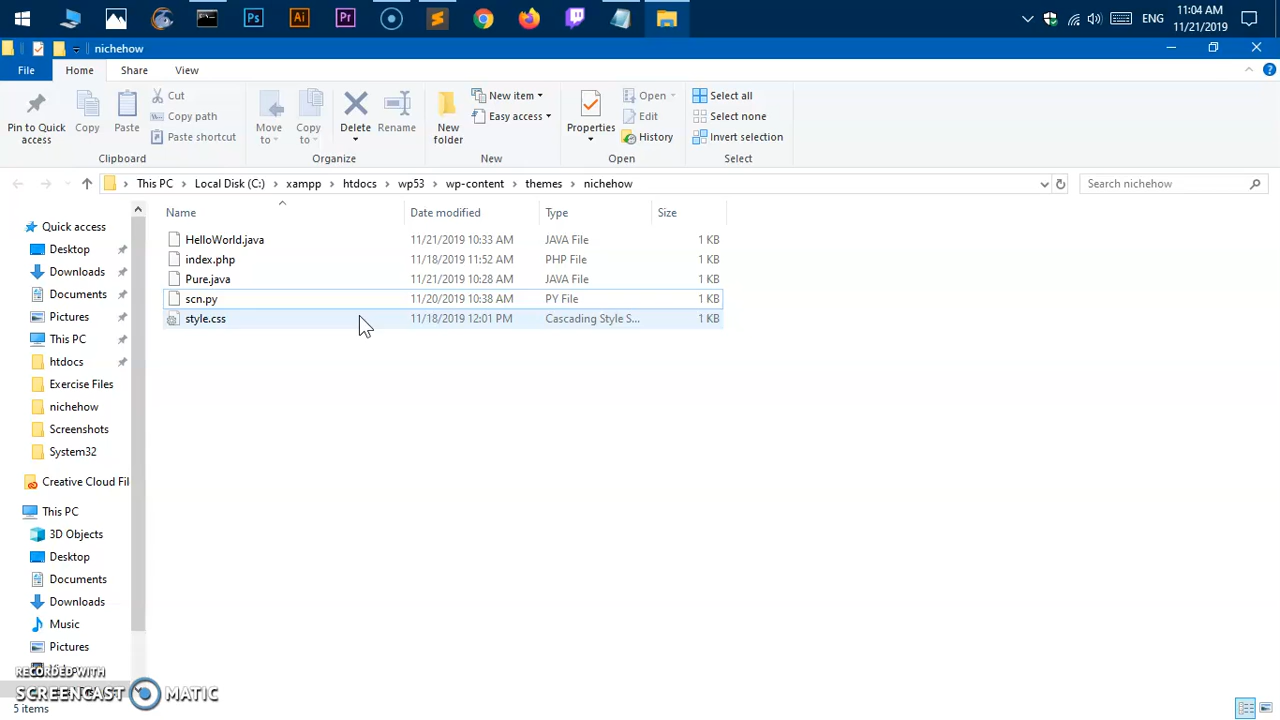 Ps
Ai
Pr
ENG
11:04 AM
11/21/2019
nichehow
File
Home
Share
View
Pin to Quick access
Copy
Paste
Cut
Copy path
Paste shortcut
Clipboard
Move to
Copy to
Delete
Rename
Organize
New folder
New item
Easy access
New
Properties
Open
Edit
History
Open
Select all
Select none
Invert selection
Select
This PC
Local Disk (C:)
xampp
htdocs
wp53
wp-content
themes
nichehow
Search nichehow
Name Date modified Type Size
HelloWorld.java 11/21/2019 10:33 AM JAVA File 1 KB
index.php 11/18/2019 11:52 AM PHP File 1 KB
Pure.java 11/21/2019 10:28 AM JAVA File 1 KB
scn.py 11/20/2019 10:38 AM PY File 1 KB
style.css 11/18/2019 12:01 PM Cascading Style S... 1 KB
Quick access
Desktop
Downloads
Documents
Pictures
This PC
htdocs
Exercise Files
nichehow
Screenshots
System32
Creative Cloud Fil
This PC
3D Objects
Desktop
Documents
Downloads
Music
Pictures
RECORDED WITH
SCREENCAST MATIC
5 items